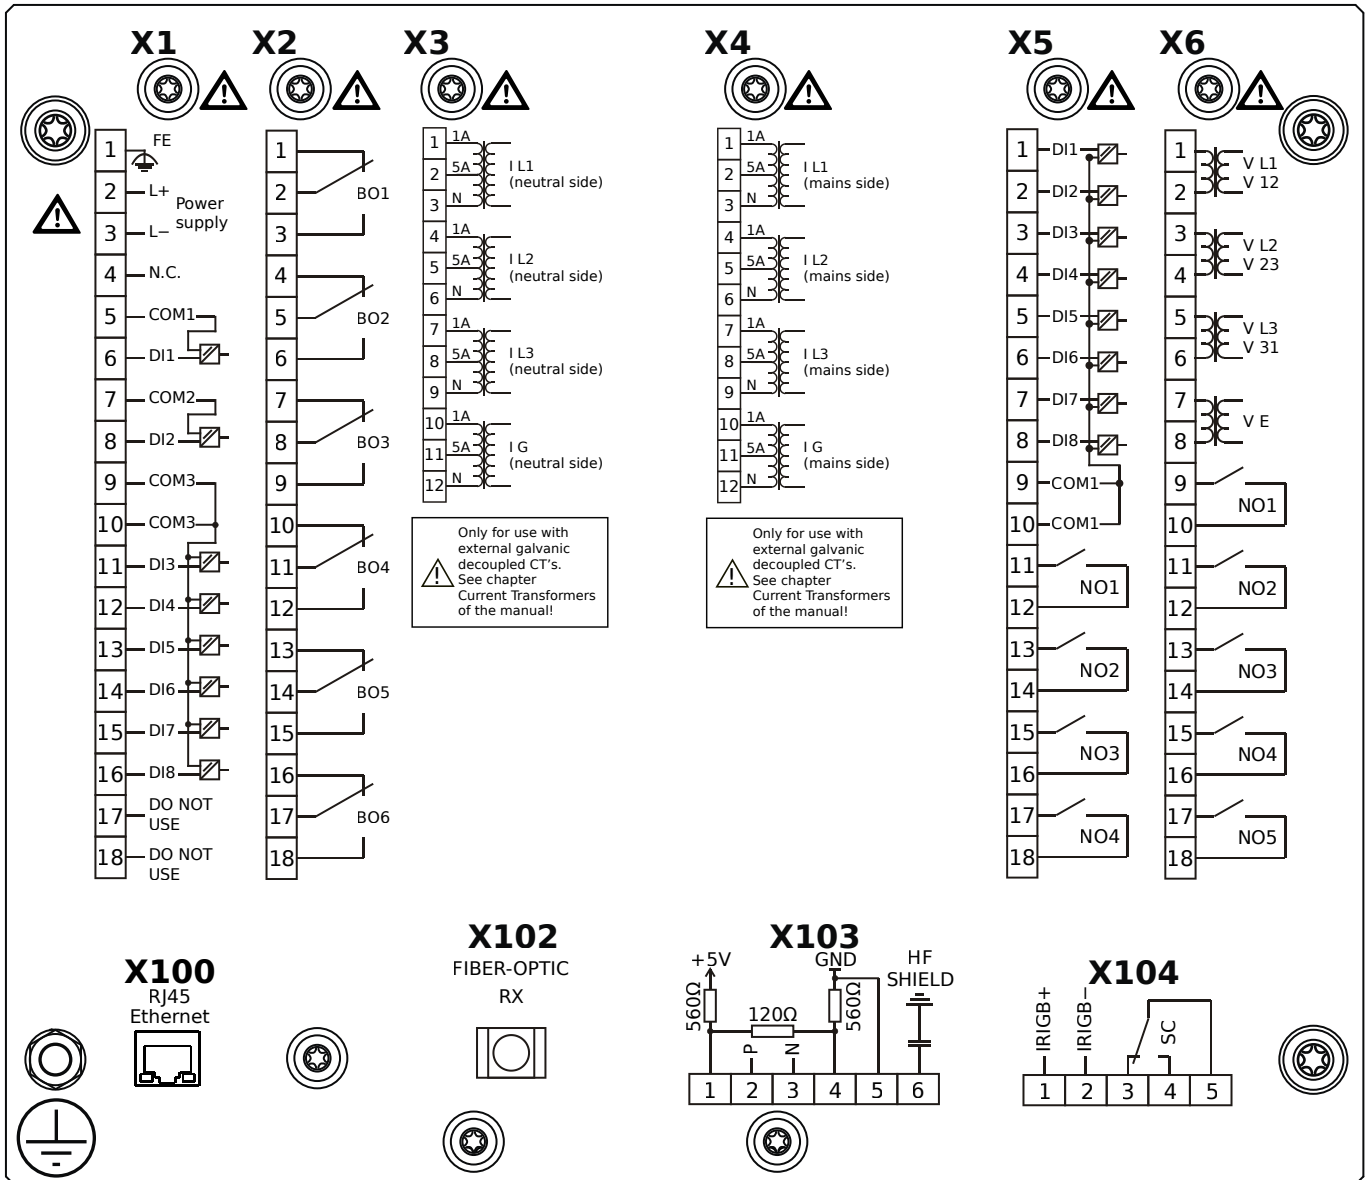 X1
X2
X3
X4
X5
X6
1 FE
2 L+ Power
supply
3 L−
4 N.C.
5 COM1
6 DI1
7 COM2
8 DI2
9 COM3
10 COM3
11 DI3
12 DI4
13 DI5
14 DI6
15 DI7
16 DI8
17 DO NOT
USE
18 DO NOT
USE
1
2 BO1
3
4
5 BO2
6
7
8 BO3
9
10
11 BO4
12
13
14 BO5
15
16
17 BO6
18
1 1A
2 5A I L1
(neutral side)
3 N
4 1A
5 5A I L2
(neutral side)
6 N
7 1A
8 5A I L3
(neutral side)
9 N
10 1A
11 5A I G
(neutral side)
12 N
Only for use with
external galvanic
decoupled CT's.
See chapter
Current Transformers
of the manual!
1 1A
2 5A I L1
(mains side)
3 N
4 1A
5 5A I L2
(mains side)
6 N
7 1A
8 5A I L3
(mains side)
9 N
10 1A
11 5A I G
(mains side)
12 N
Only for use with
external galvanic
decoupled CT's.
See chapter
Current Transformers
of the manual!
1 DI1
2 DI2
3 DI3
4 DI4
5 DI5
6 DI6
7 DI7
8 DI8
9 COM1
10 COM1
11
NO1
12
13
NO2
14
15
NO3
16
17
NO4
18
1 V L1
2 V 12
3 V L2
4 V 23
5 V L3
6 V 31
7 V E
8
9
NO1
10
11
NO2
12
13
NO3
14
15
NO4
16
17
NO5
18
X100
RJ45
Ethernet
X102
FIBER-OPTIC
RX
X103
+5V GND HF
SHIELD
560Ω 120Ω 560Ω
P N
1 2 3 4 5 6
X104
IRIGB+ IRIGB− SC
1 2 3 4 5